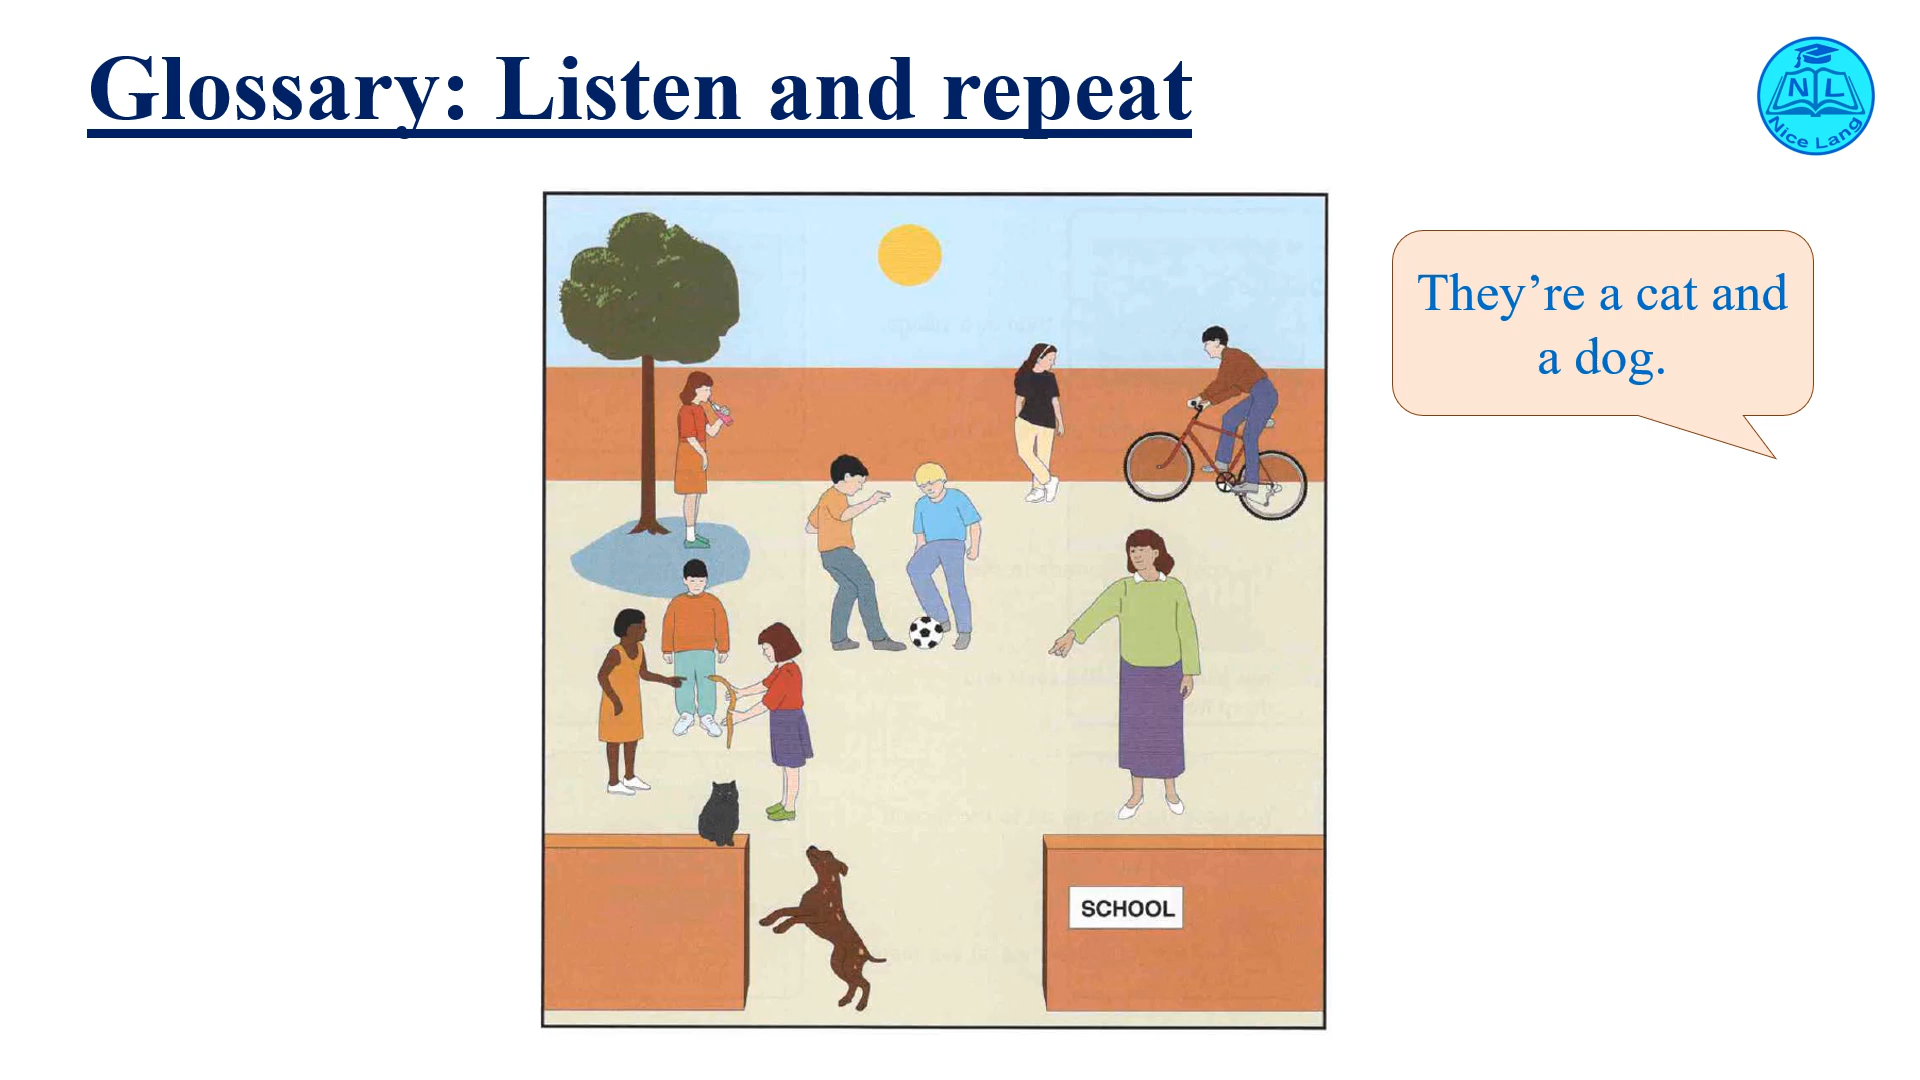 Glossary: Listen and repeat
N L
Nice Lang
They’re a cat and
a dog.
SCHOOL